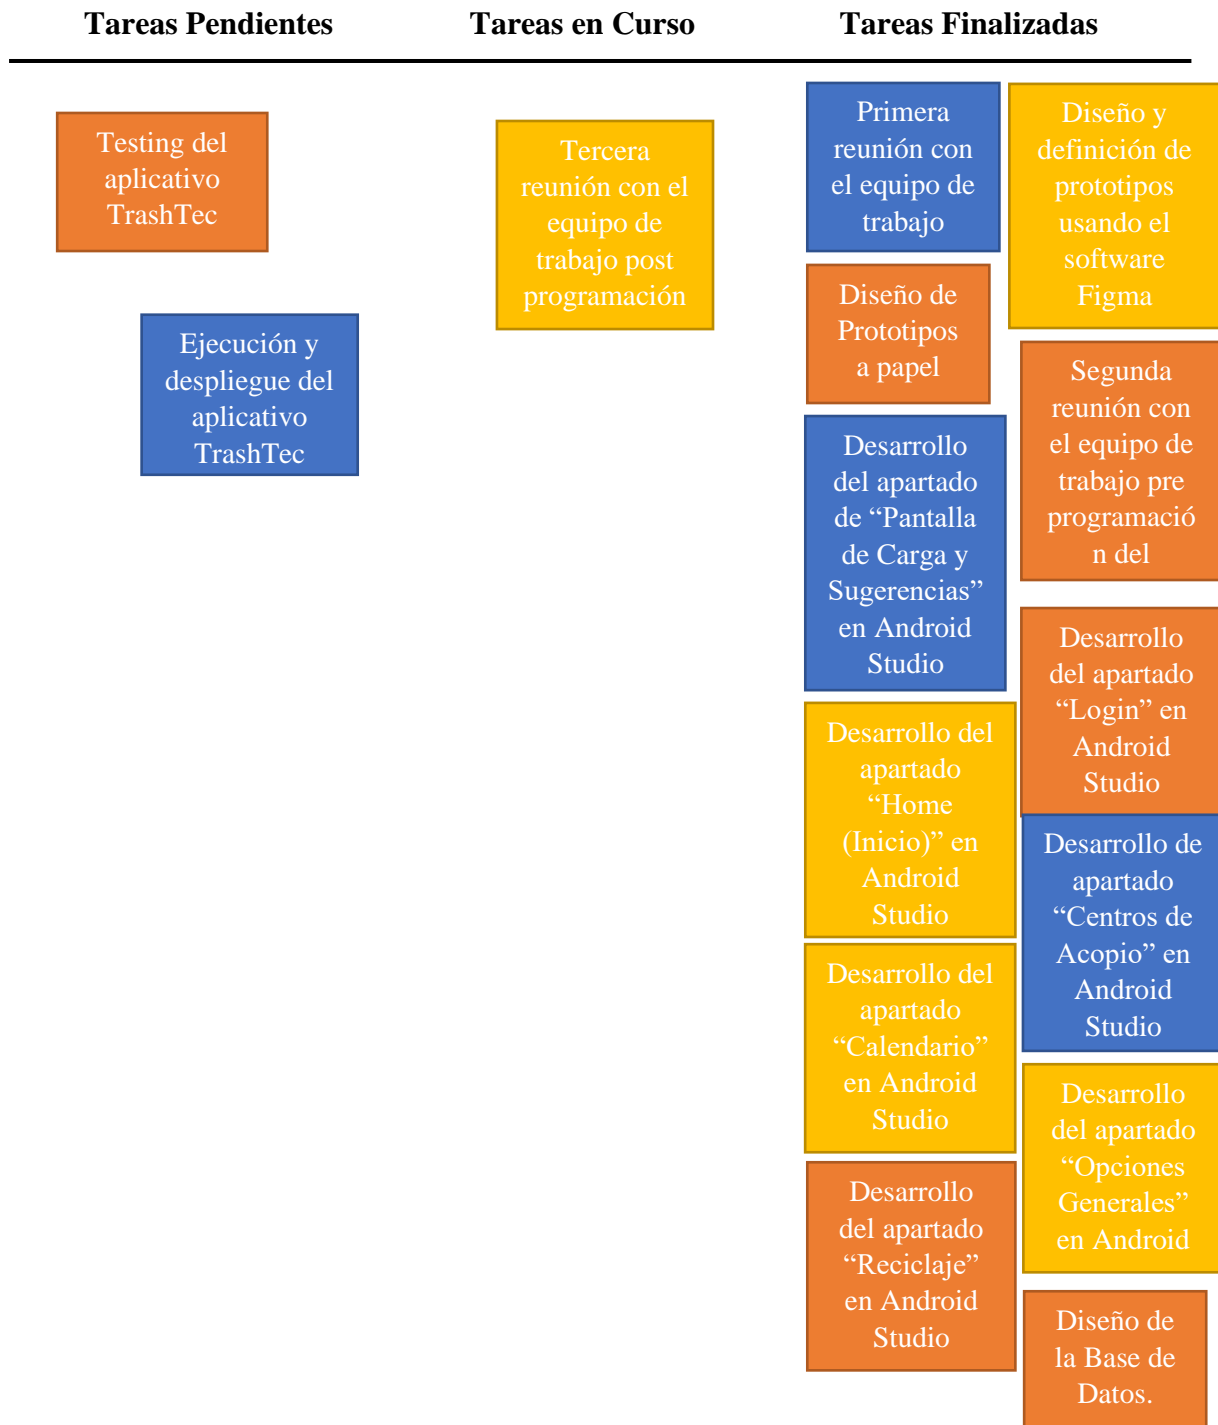 Tareas Pendientes
Tareas en Curso
Tareas Finalizadas
Testing del
aplicativo
TrashTec
Ejecución y
despliegue del
aplicativo
TrashTec
Tercera
reunión con el
equipo de
trabajo post
programación
Primera
reunión con
el equipo de
trabajo
Diseño y
definición de
prototipos
usando el
software
Figma
Diseño de
Prototipos
a papel
Segunda
reunión con
el equipo de
trabajo pre
programació
n del
Desarrollo
del apartado
de “Pantalla
de Carga y
Sugerencias”
en Android
Studio
Desarrollo
del apartado
“Login” en
Android
Studio
Desarrollo del
apartado
“Home
(Inicio)” en
Android
Studio
Desarrollo de
apartado
“Centros de
Acopio” en
Android
Studio
Desarrollo del
apartado
“Calendario”
en Android
Studio
Desarrollo
del apartado
“Opciones
Generales”
en Android
Desarrollo
del apartado
“Reciclaje”
en Android
Studio
Diseño de
la Base de
Datos.